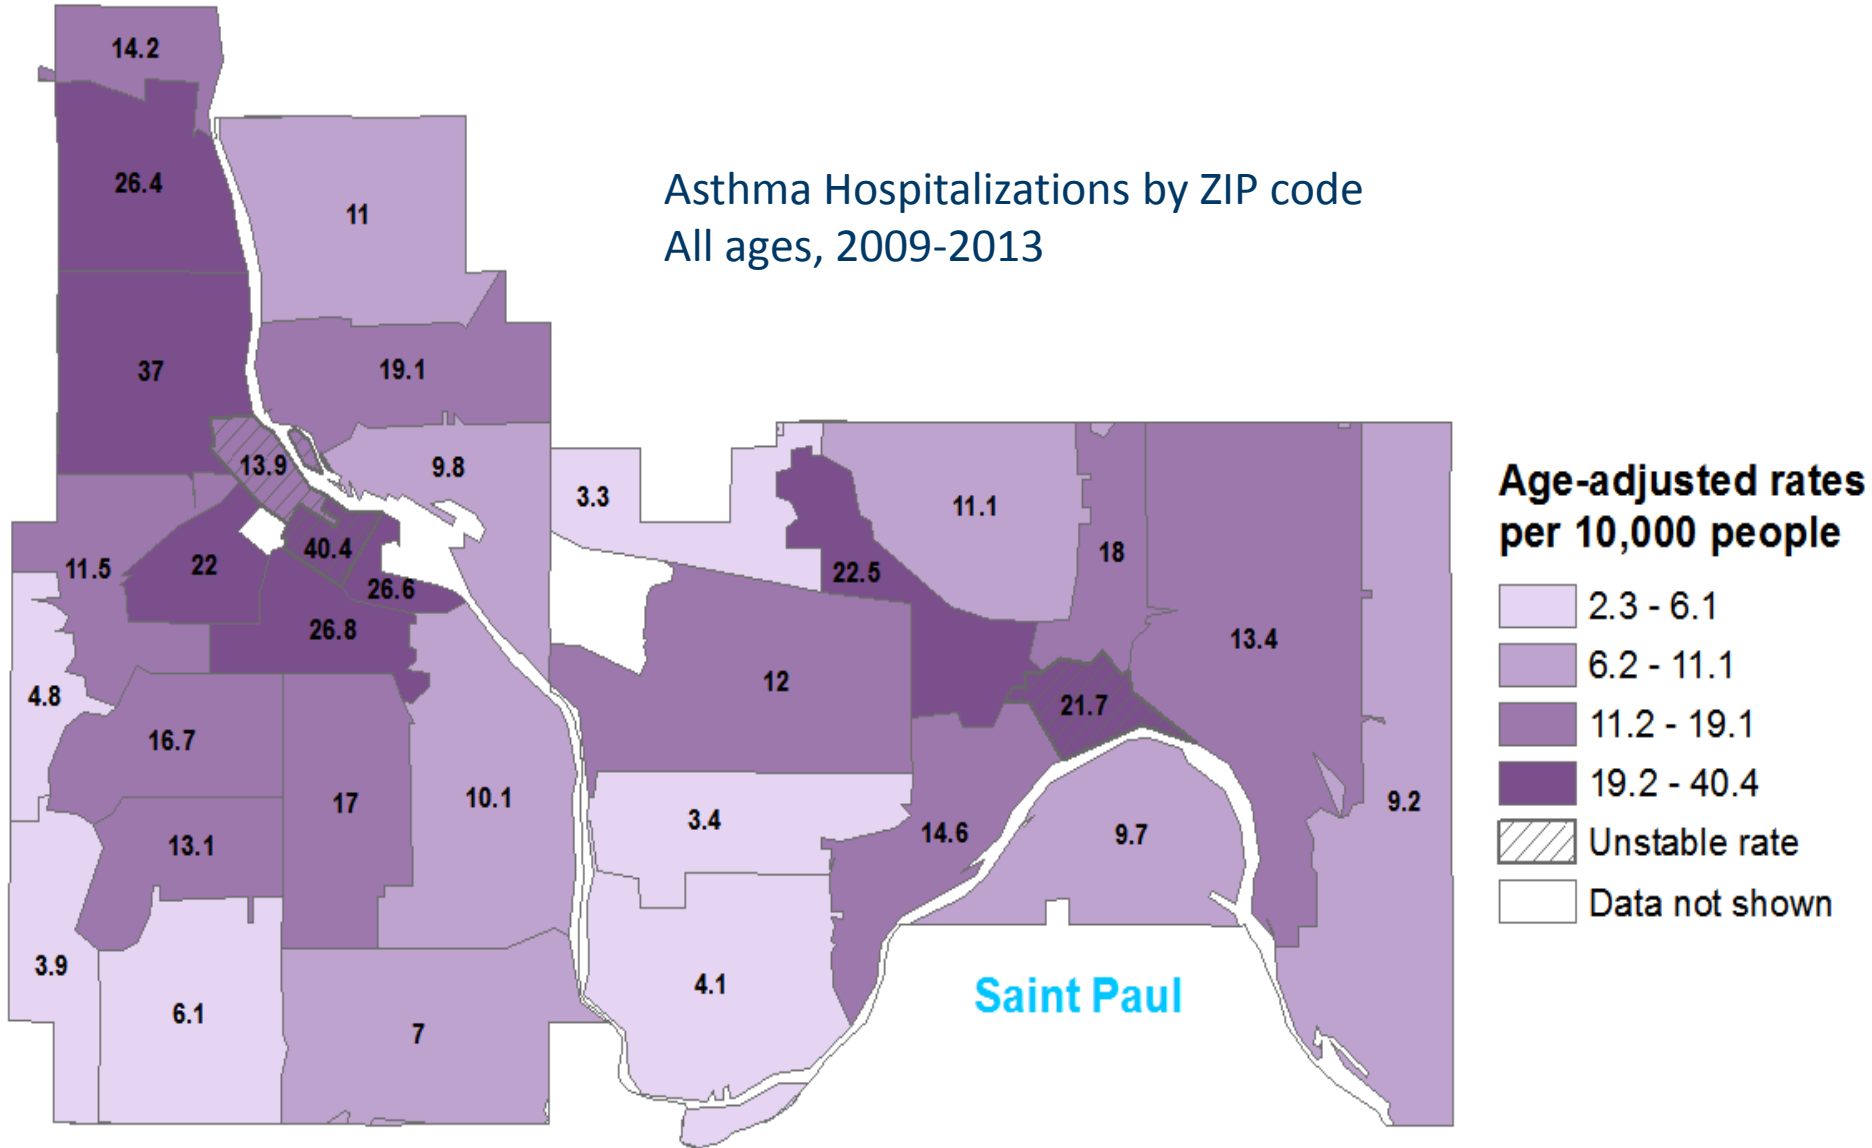 14.2
26.4
11
Asthma Hospitalizations by ZIP code
All ages, 2009-2013
37
19.1
13.9
9.8
3.3
11.1
40.4
11.5
22
26.6
22.5
18
26.8
13.4
4.8
12
21.7
16.7
17
10.1
3.4
14.6
9.7
9.2
13.1
3.9
6.1
7
4.1
Saint Paul
Age-adjusted rates
per 10,000 people
2.3 - 6.1
6.2 - 11.1
11.2 - 19.1
19.2 - 40.4
Unstable rate
Data not shown